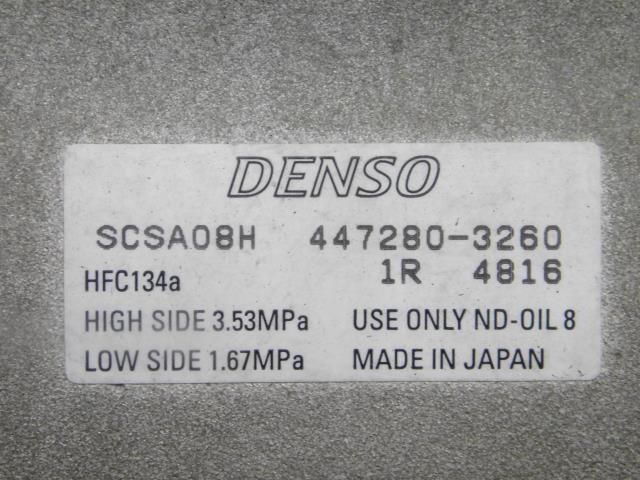 DENSO
SCSA08H 447280-3260
1R 4816
HFC134a
HIGH SIDE 3.53MPa USE ONLY ND-OIL 8
LOW SIDE 1.67MPa MADE IN JAPAN